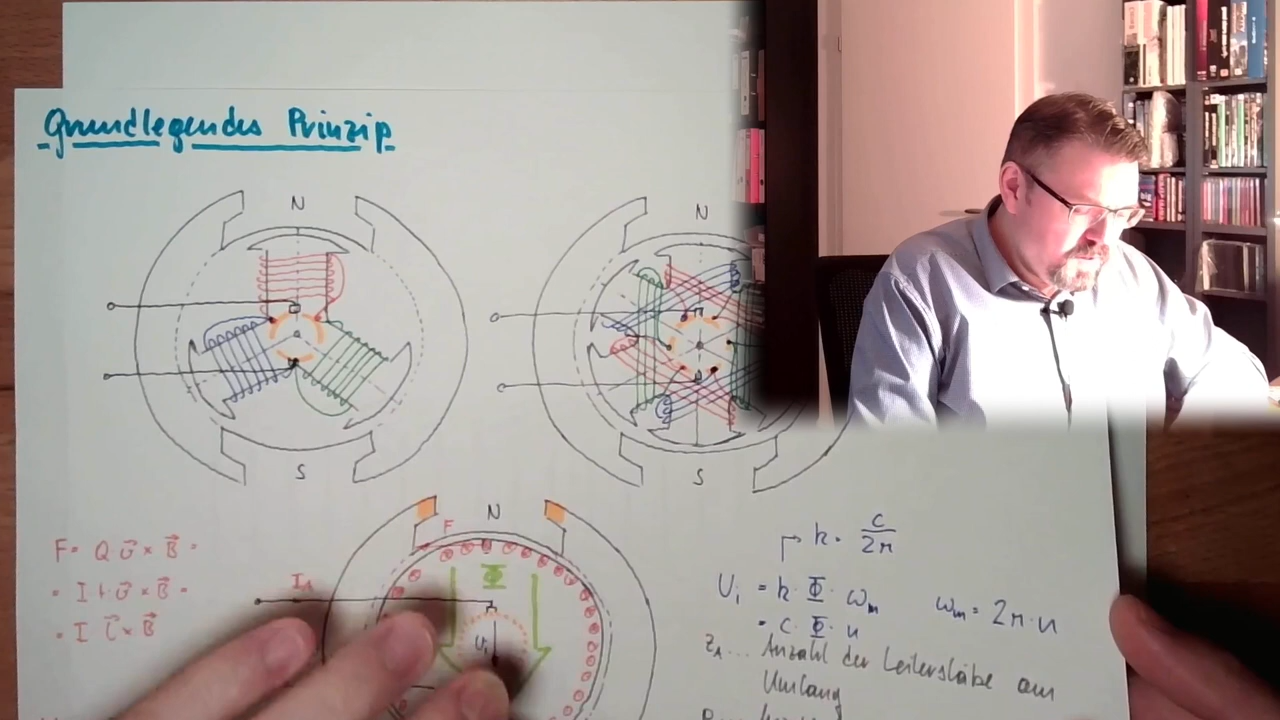 Grundlegendes Prinzip
N
N
S
S
N
F
F = Q v⃗ × B⃗ =
= I t v⃗ × B⃗ =
= I l⃗ × B⃗
I_A
Φ
U_i
k = c / 2π
U_i = k · Φ · ω_m
ω_m = 2π · n
= c · Φ · n
z_A ... Anzahl der Leiterstäbe am
Umfang